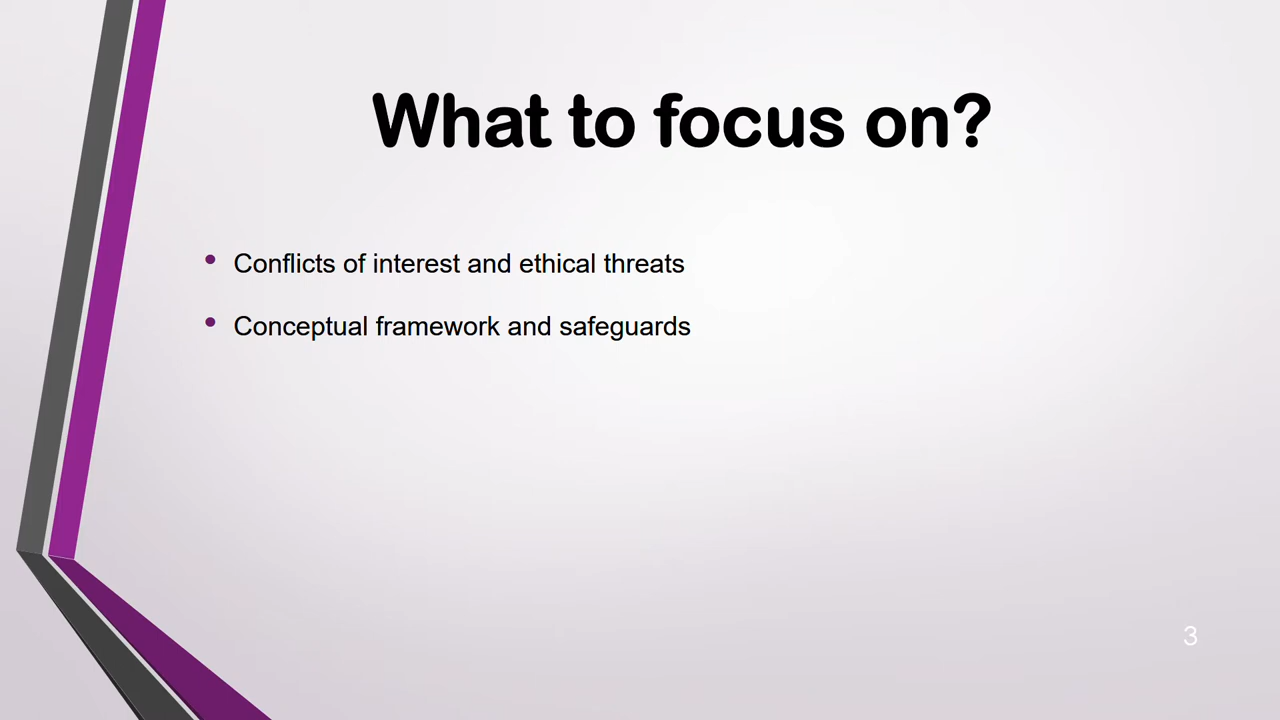 What to focus on?
• Conflicts of interest and ethical threats
• Conceptual framework and safeguards
3